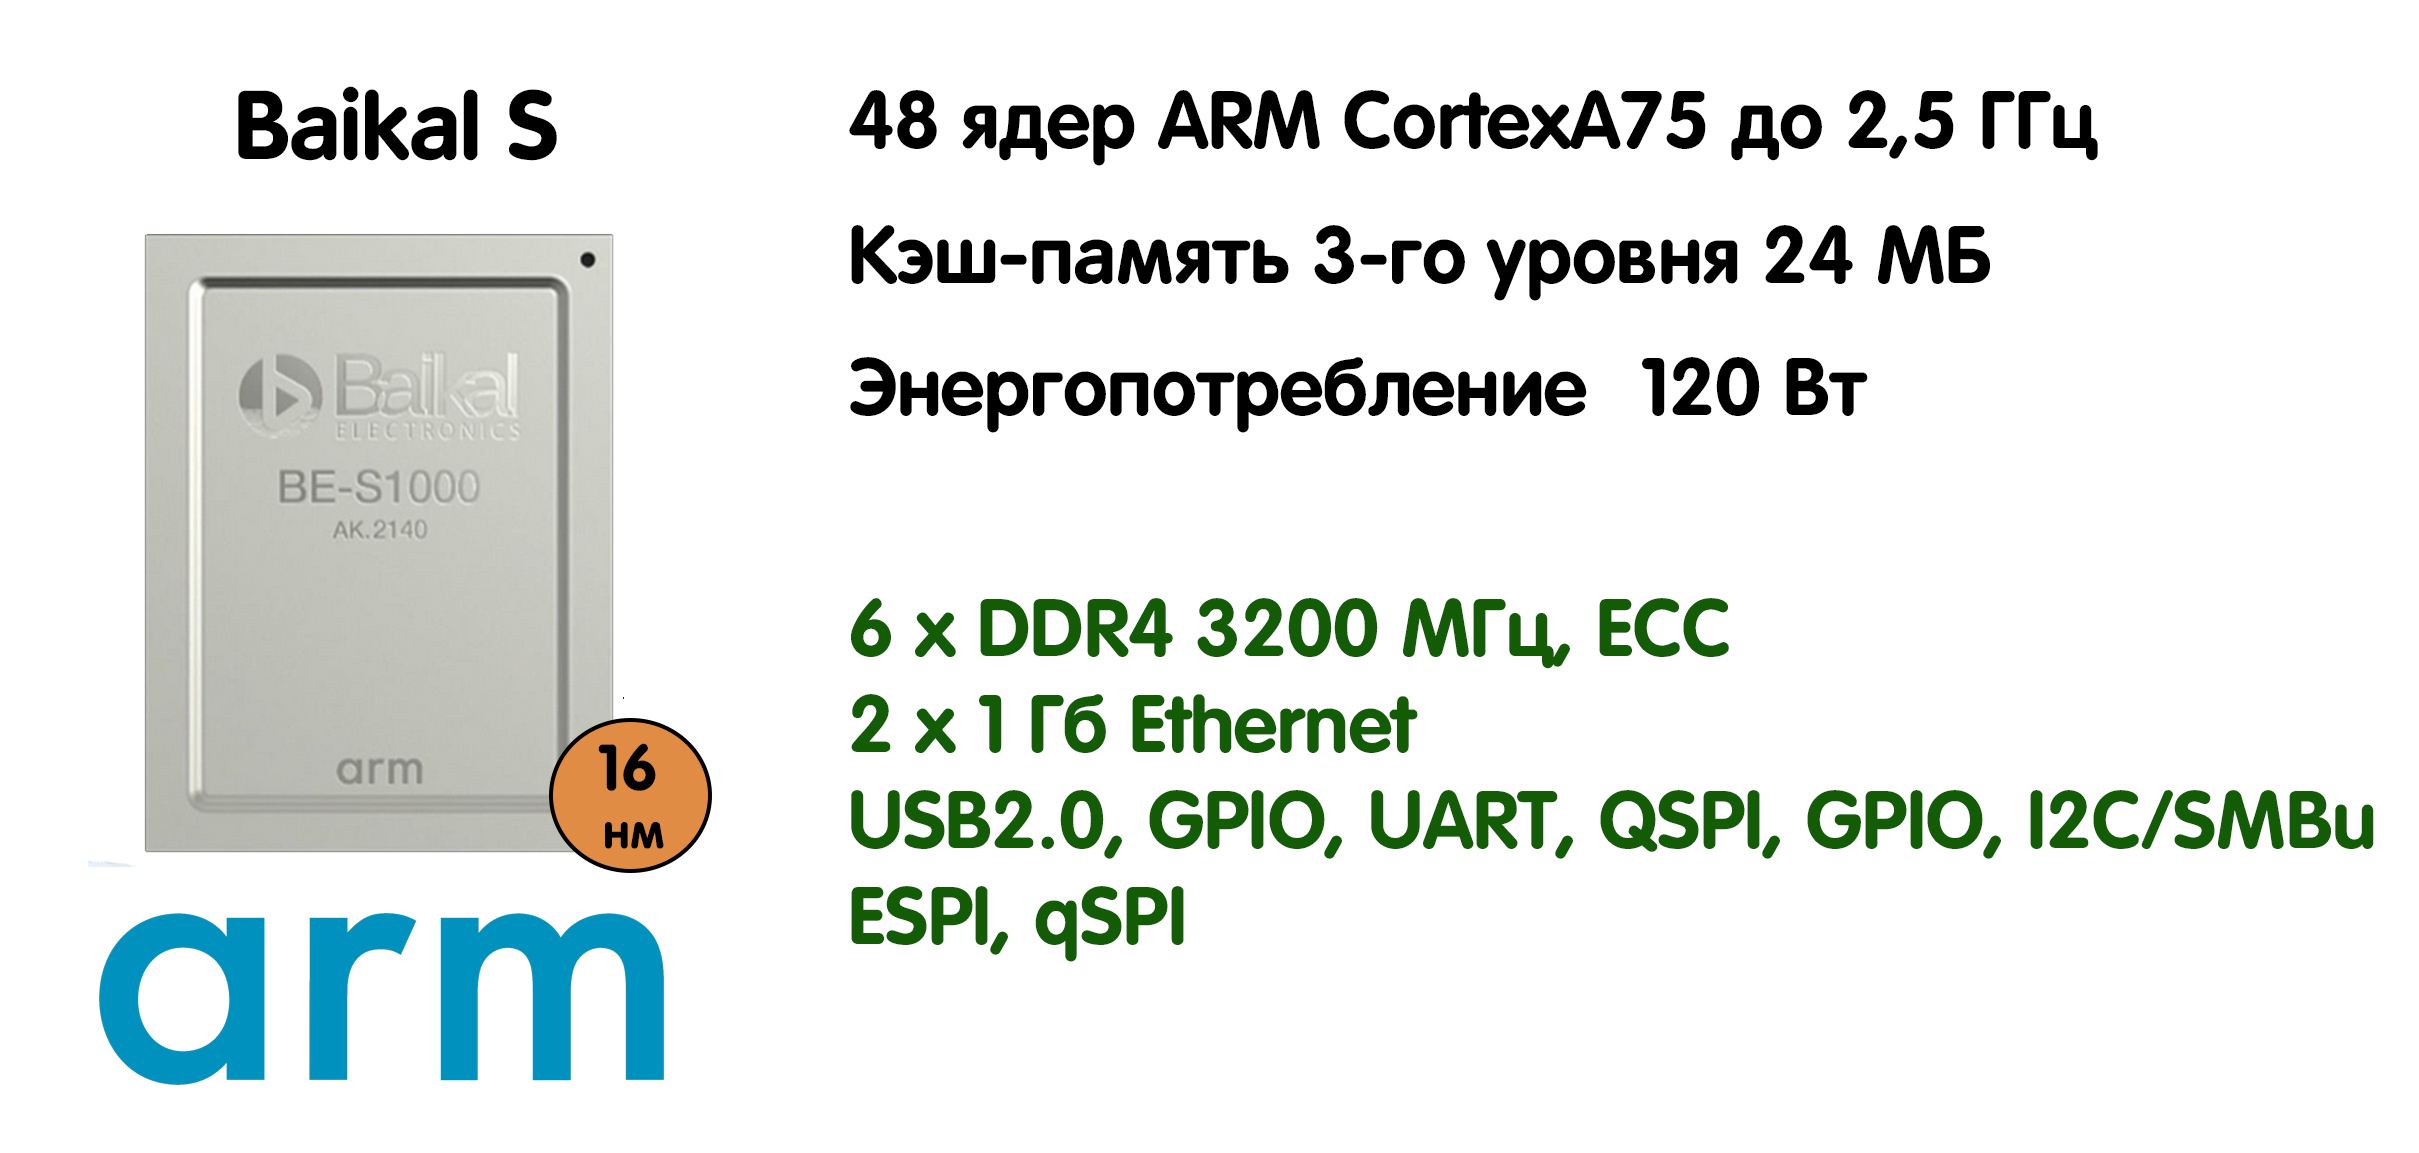 Baikal S
Baikal
ELECTRONICS
BE-S1000
AK.2140
arm
16
нм
arm
48 ядер ARM CortexA75 до 2,5 ГГц
Кэш-память 3-го уровня 24 МБ
Энергопотребление 120 Вт
6 x DDR4 3200 МГц, ECC
2 x 1 Гб Ethernet
USB2.0, GPIO, UART, QSPI, GPIO, I2C/SMBu
ESPI, qSPI